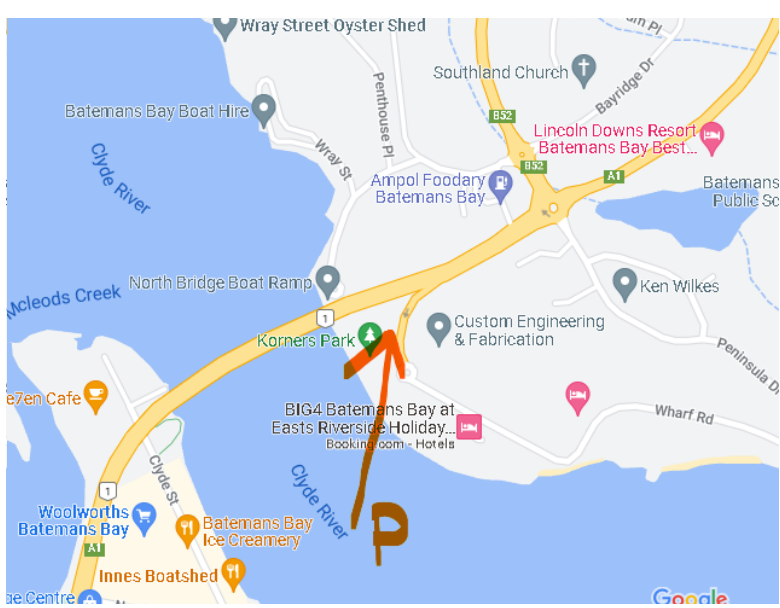 Wray Street Oyster Shed
Pl
Southland Church
Bayridge Dr
Penthouse Pl
B52
Batemans Bay Boat Hire
Lincoln Downs Resort
Batemans Bay Best...
Wray St
Clyde River
B52
A1
Ampol Foodary
Batemans Bay
Batemans
Public Sc
North Bridge Boat Ramp
Ken Wilkes
Mcleods Creek
1
Korners Park
Custom Engineering
& Fabrication
Peninsula Dr
e7en Cafe
BIG4 Batemans Bay at
Easts Riverside Holiday...
Booking.com - Hotels
Wharf Rd
Clyde St
Clyde River
1
Woolworths
Batemans Bay
Batemans Bay
Ice Creamery
A1
Innes Boatshed
ge Centre
Google